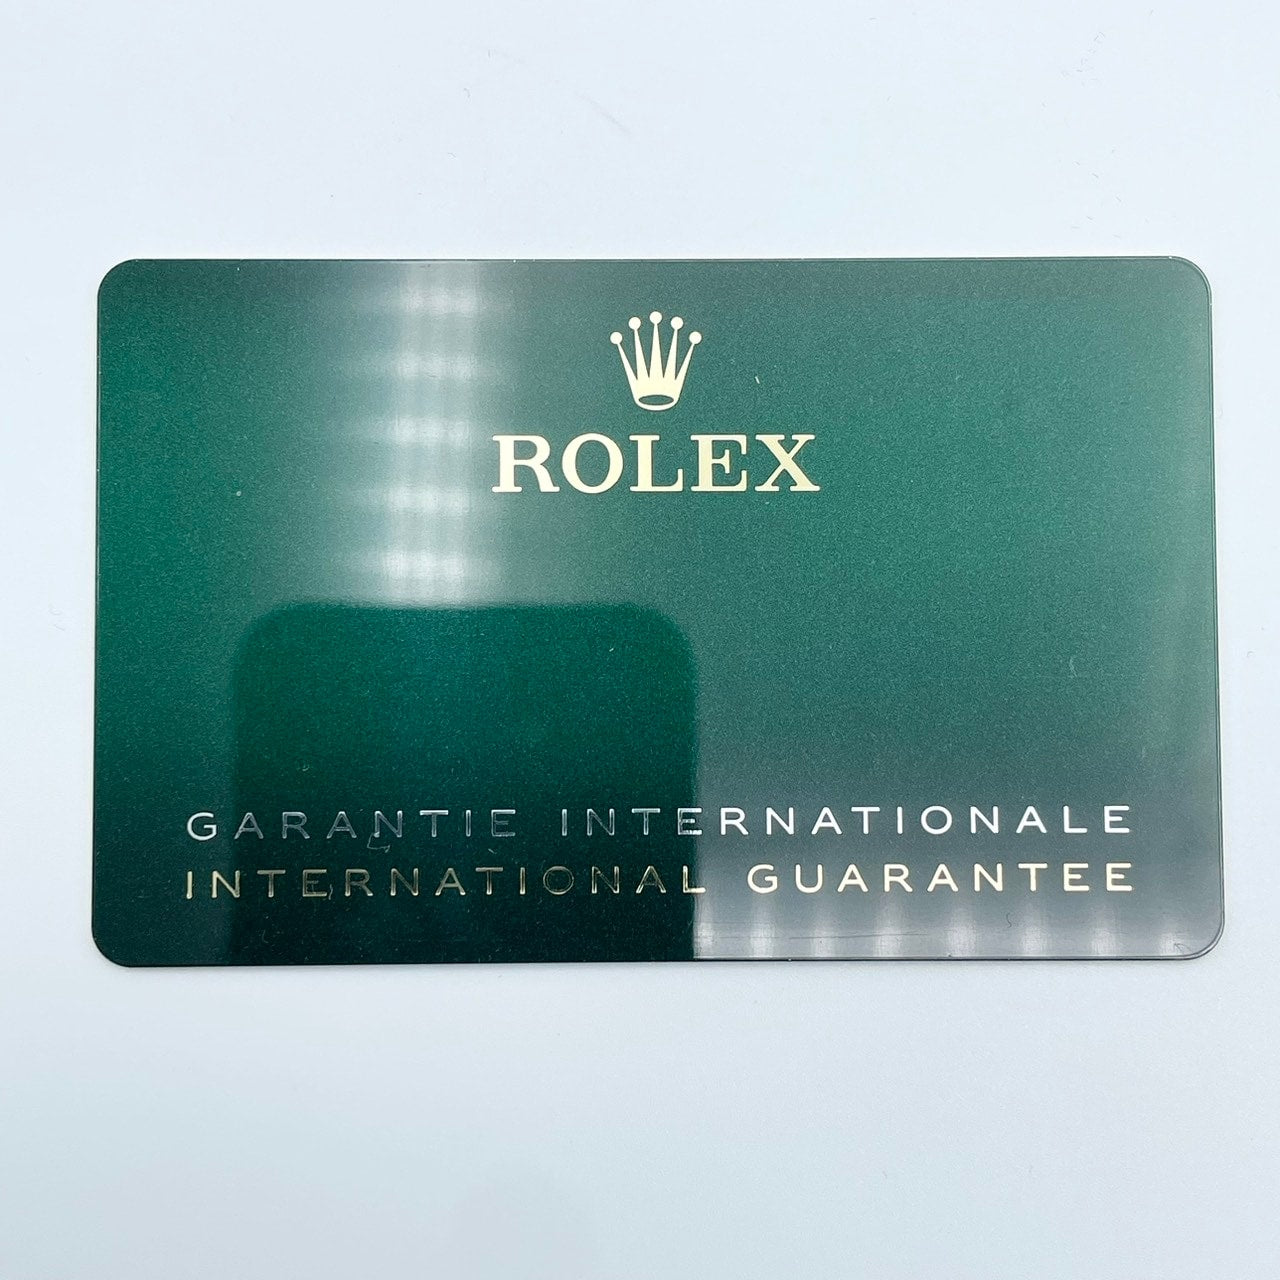 ROLEX
GARANTIE INTERNATIONALE
INTERNATIONAL GUARANTEE